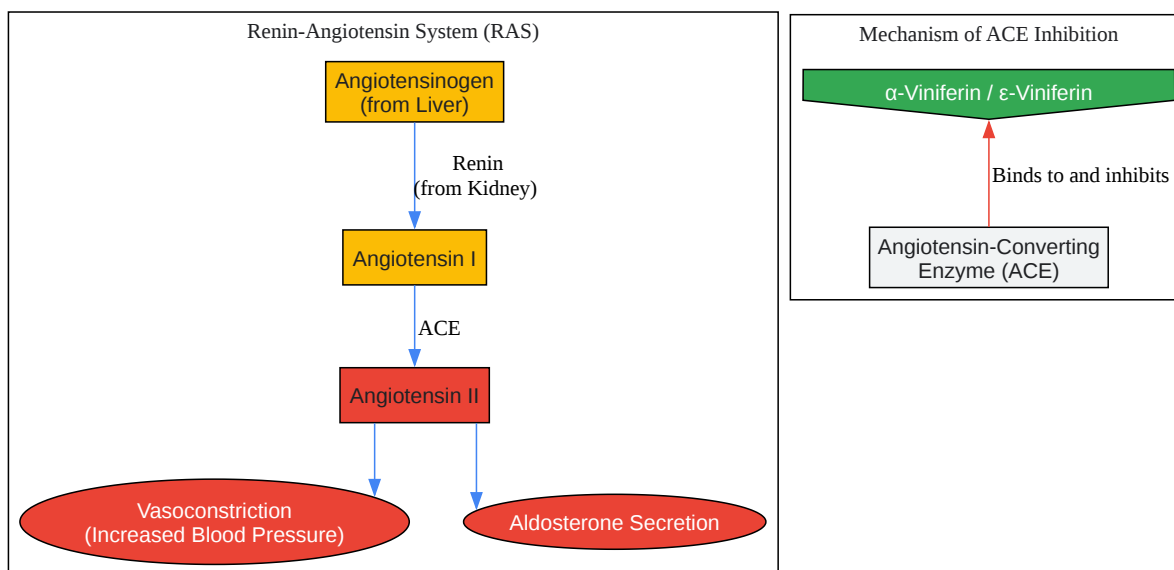 Renin-Angiotensin System (RAS)
Angiotensinogen
(from Liver)
Renin
(from Kidney)
Angiotensin I
ACE
Angiotensin II
Vasoconstriction
(Increased Blood Pressure)
Aldosterone Secretion
Mechanism of ACE Inhibition
α-Viniferin / ε-Viniferin
Binds to and inhibits
Angiotensin-Converting
Enzyme (ACE)